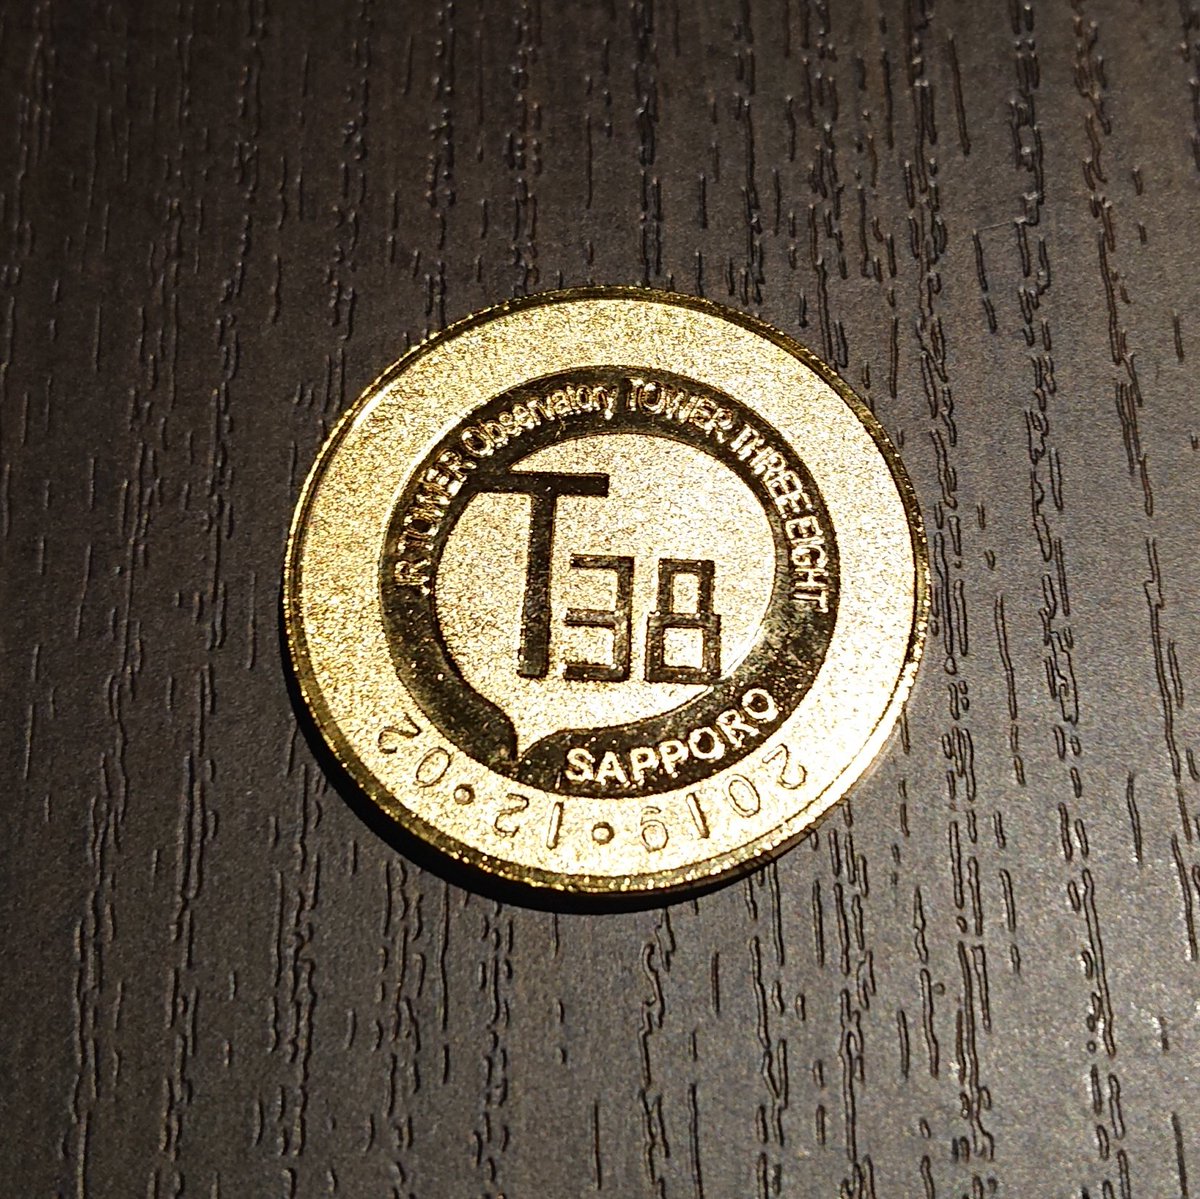 JR TOWER Observatory TOWER THREE EIGHT
T38
SAPPORO
2019・12・02